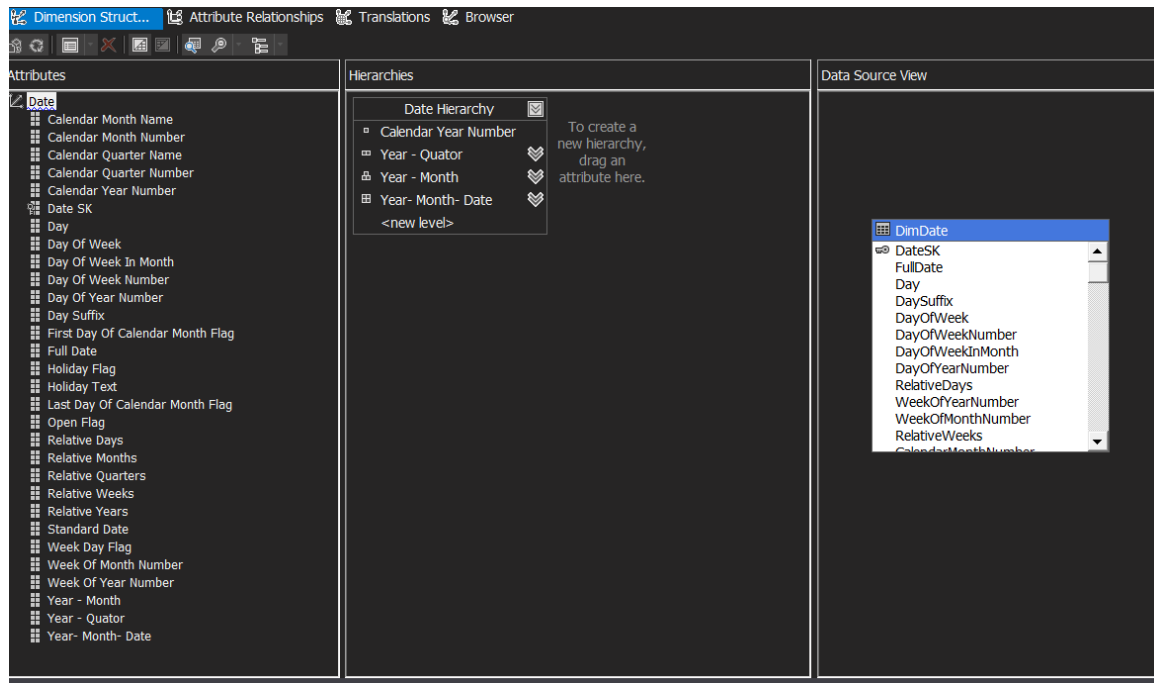 Dimension Struct... Attribute Relationships Translations Browser
Attributes
Date
Calendar Month Name
Calendar Month Number
Calendar Quarter Name
Calendar Quarter Number
Calendar Year Number
Date SK
Day
Day Of Week
Day Of Week In Month
Day Of Week Number
Day Of Year Number
Day Suffix
First Day Of Calendar Month Flag
Full Date
Holiday Flag
Holiday Text
Last Day Of Calendar Month Flag
Open Flag
Relative Days
Relative Months
Relative Quarters
Relative Weeks
Relative Years
Standard Date
Week Day Flag
Week Of Month Number
Week Of Year Number
Year - Month
Year - Quator
Year- Month- Date
Hierarchies
Date Hierarchy
Calendar Year Number
Year - Quator
Year - Month
Year- Month- Date
<new level>
To create a
new hierarchy,
drag an
attribute here.
Data Source View
DimDate
DateSK
FullDate
Day
DaySuffix
DayOfWeek
DayOfWeekNumber
DayOfWeekInMonth
DayOfYearNumber
RelativeDays
WeekOfYearNumber
WeekOfMonthNumber
RelativeWeeks
CalendarMonthNumber